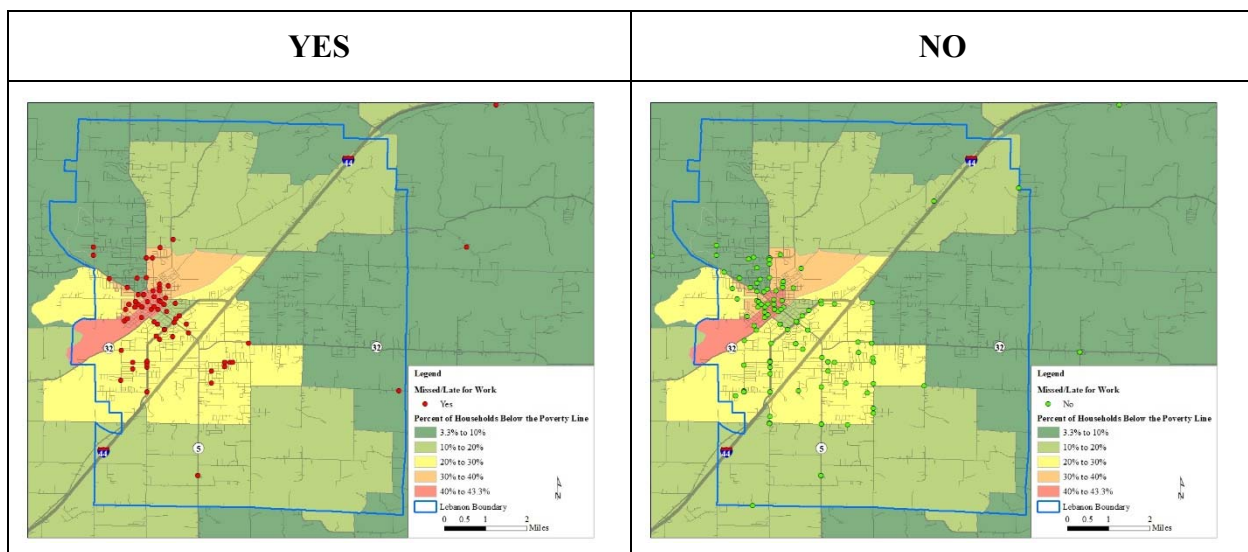 YES
NO
44
44
32
32
5
Legend
Missed/Late for Work
Yes
Percent of Households Below the Poverty Line
3.3% to 10%
10% to 20%
20% to 30%
30% to 40%
40% to 43.3%
Lebanon Boundary
0 0.5 1 2
Miles
N
44
44
32
32
5
Legend
Missed/Late for Work
No
Percent of Households Below the Poverty Line
3.3% to 10%
10% to 20%
20% to 30%
30% to 40%
40% to 43.3%
Lebanon Boundary
0 0.5 1 2
Miles
N